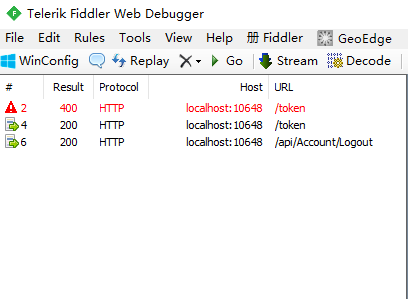 Telerik Fiddler Web Debugger
File Edit Rules Tools View Help 册 Fiddler GeoEdge
WinConfig Replay Go Stream Decode
# Result Protocol Host URL
2 400 HTTP localhost:10648 /token
4 200 HTTP localhost:10648 /token
6 200 HTTP localhost:10648 /api/Account/Logout